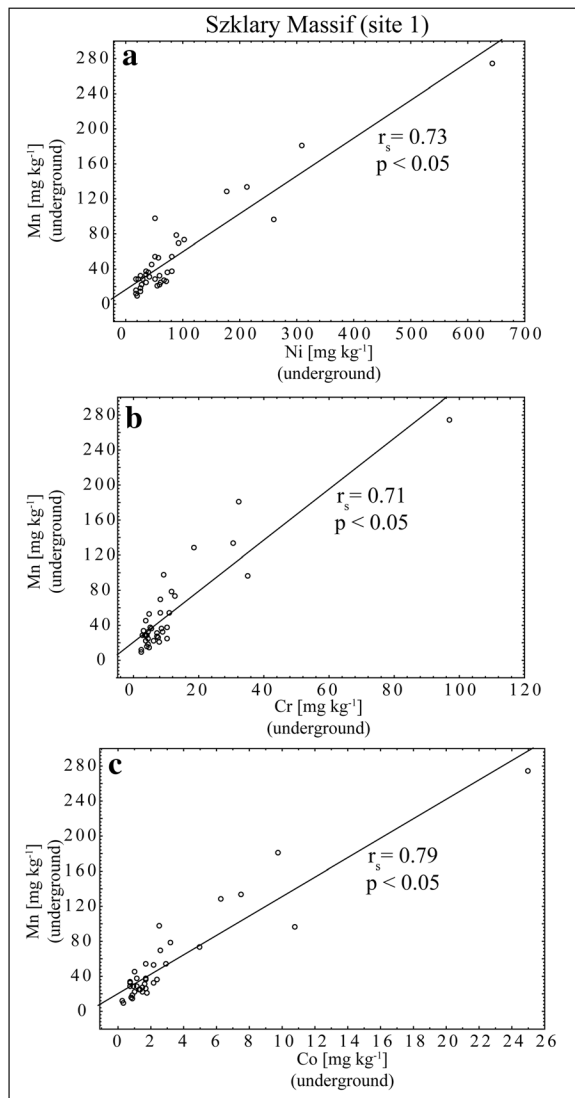 Szklary Massif (site 1)
a
280
240
200
160
120
80
40
0
Mn [mg kg⁻¹]
(underground)
rₛ= 0.73
p < 0.05
0 100 200 300 400 500 600 700
Ni [mg kg⁻¹]
(underground)
b
280
240
200
160
120
80
40
0
Mn [mg kg⁻¹]
(underground)
rₛ= 0.71
p < 0.05
0 20 40 60 80 100 120
Cr [mg kg⁻¹]
(underground)
c
280
240
200
160
120
80
40
0
Mn [mg kg⁻¹]
(underground)
rₛ= 0.79
p < 0.05
0 2 4 6 8 10 12 14 16 18 20 22 24 26
Co [mg kg⁻¹]
(underground)